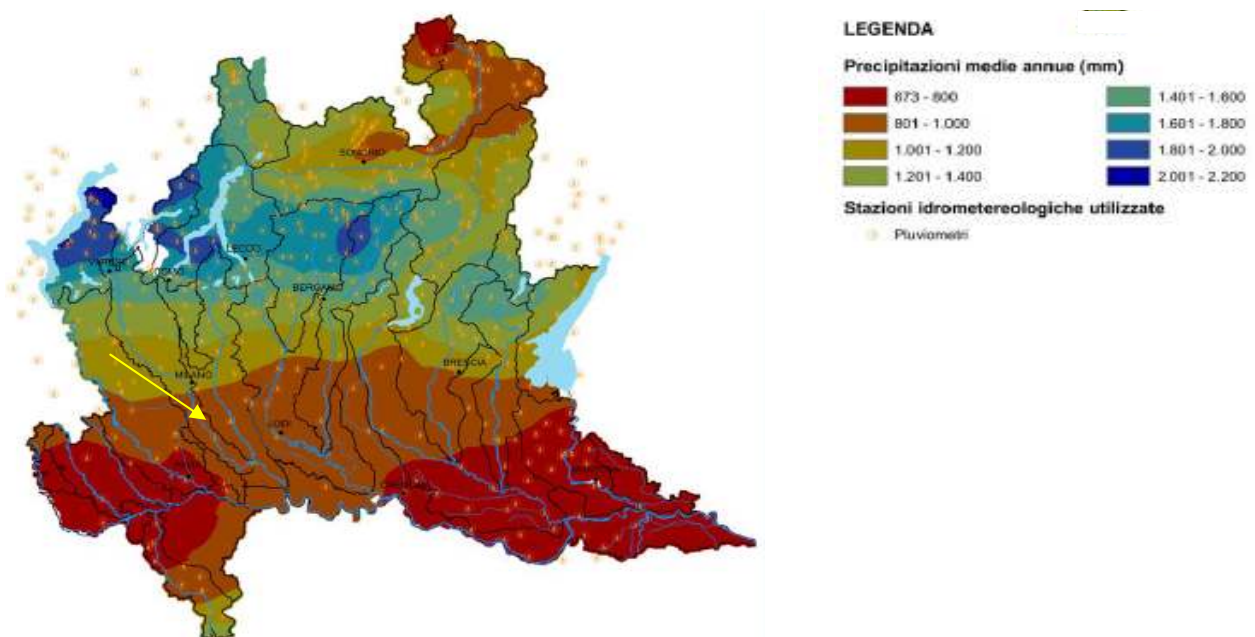 LEGENDA
Precipitazioni medie annue (mm)
673 - 800
801 - 1.000
1.001 - 1.200
1.201 - 1.400
1.401 - 1.600
1.601 - 1.800
1.801 - 2.000
2.001 - 2.200
Stazioni idrometereologiche utilizzate
Pluviometri
SONDRIO
LECCO
VARESE
COMO
BERGAMO
BRESCIA
MILANO
LODI